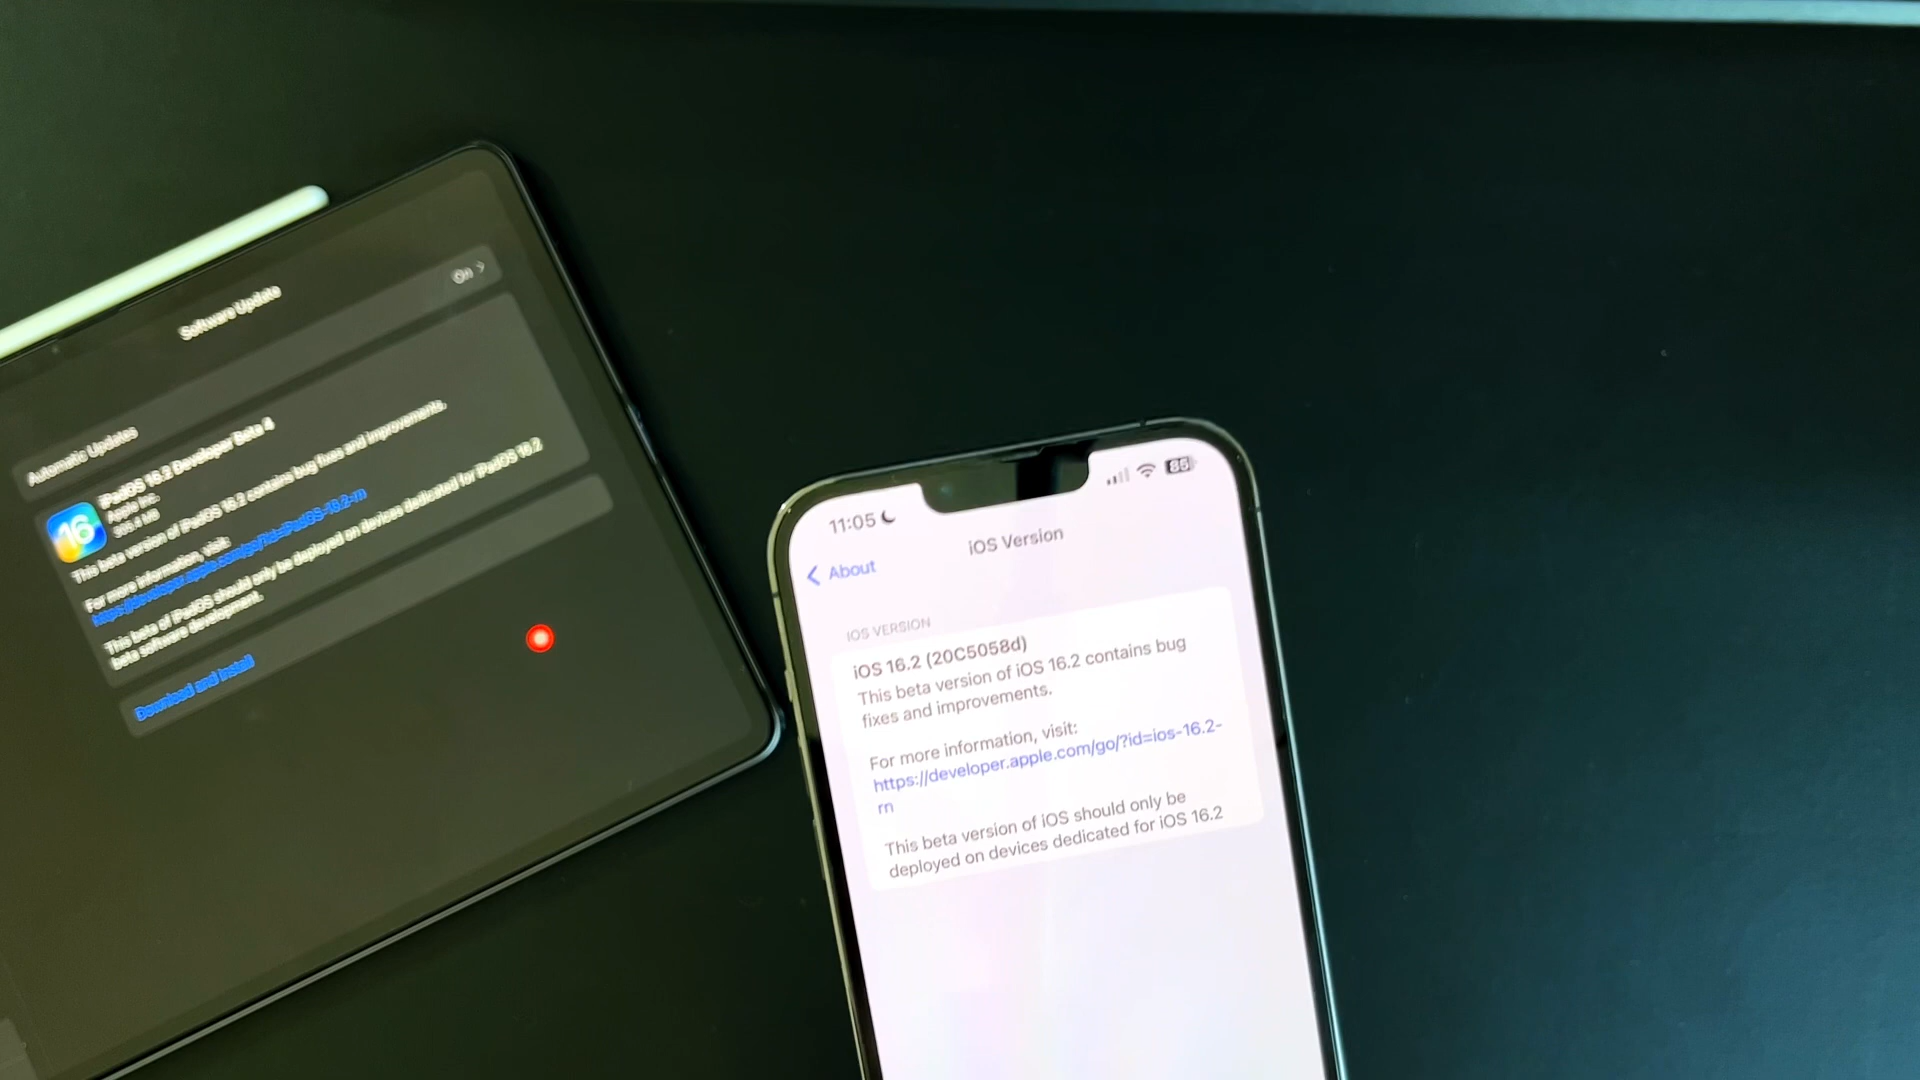 Software Update
Automatic Updates
On
16
iPadOS 16.2 Developer Beta 4
Apple Inc.
This beta version of iPadOS 16.2 contains bug fixes and improvements.
For more information, visit:
https://developer.apple.com/go/?id=iPadOS-16.2-rn
This beta of iPadOS should only be deployed on devices dedicated for iPadOS 16.2
beta software development.
Download and Install
11:05
85
About
iOS Version
IOS VERSION
iOS 16.2 (20C5058d)
This beta version of iOS 16.2 contains bug
fixes and improvements.
For more information, visit:
https://developer.apple.com/go/?id=ios-16.2-
rn
This beta version of iOS should only be
deployed on devices dedicated for iOS 16.2